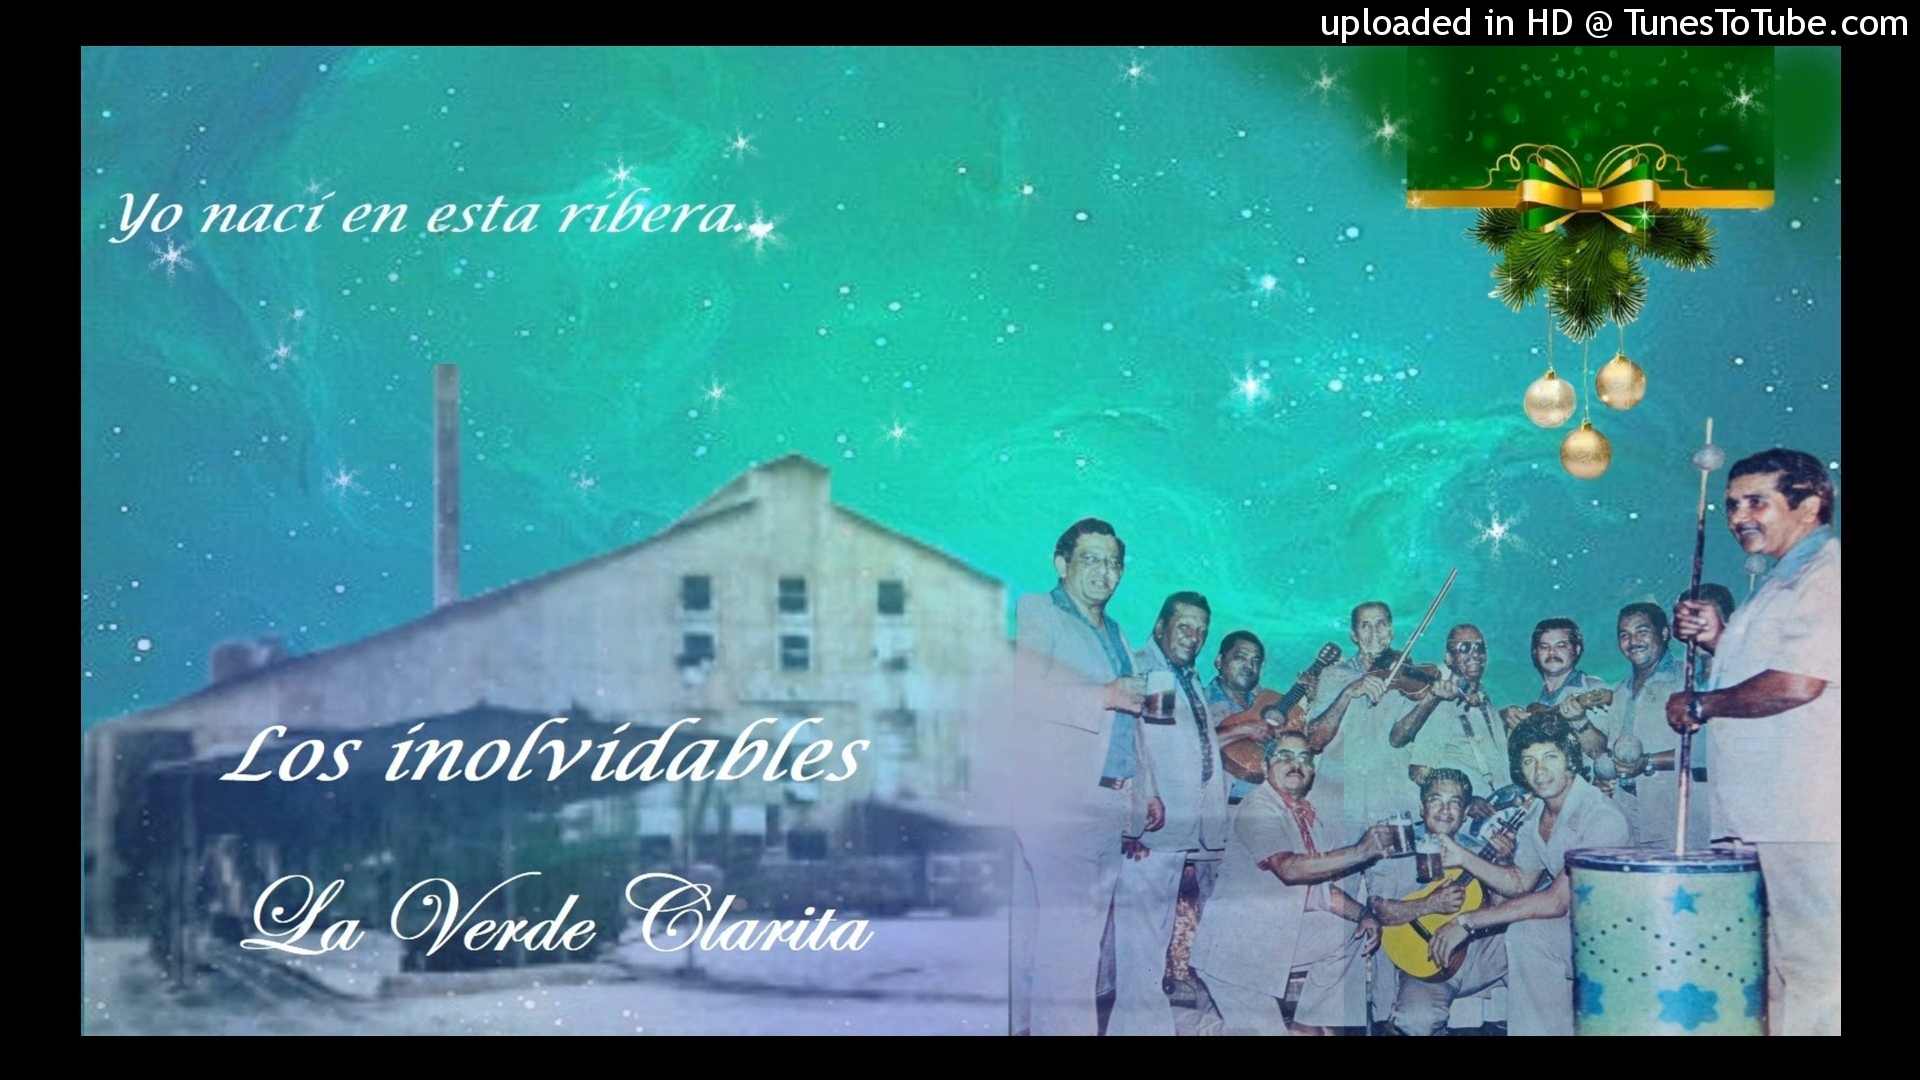 uploaded in HD @ TunesToTube.com
Yo nací en esta ribera...
Los inolvidables
La Verde Clarita